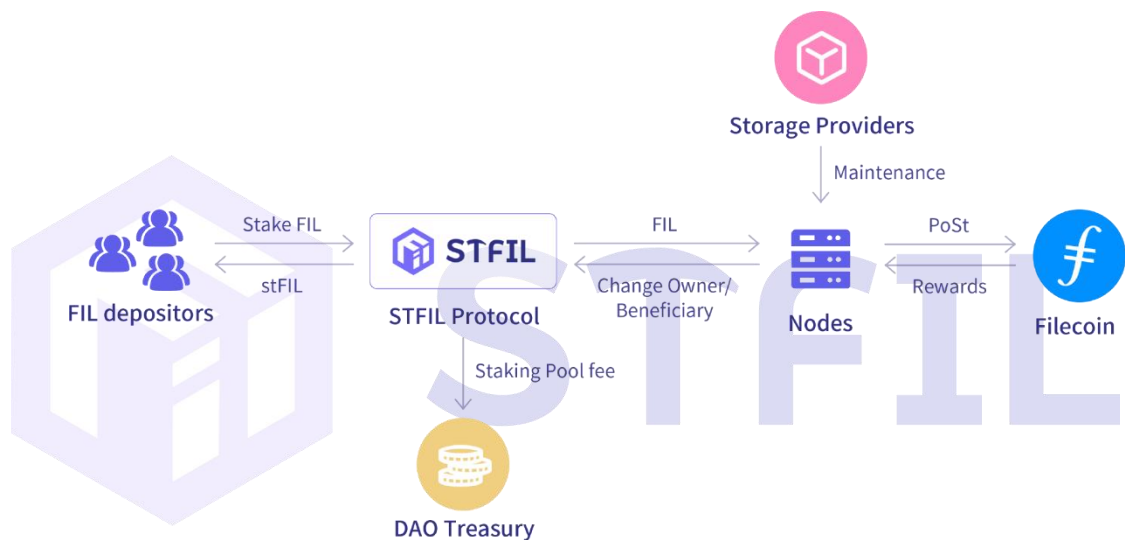 Storage Providers
Maintenance
Stake FIL
stFIL
FIL depositors
STFIL
STFIL Protocol
FIL
Change Owner/
Beneficiary
Nodes
PoSt
Rewards
Filecoin
Staking Pool fee
DAO Treasury
STFIL